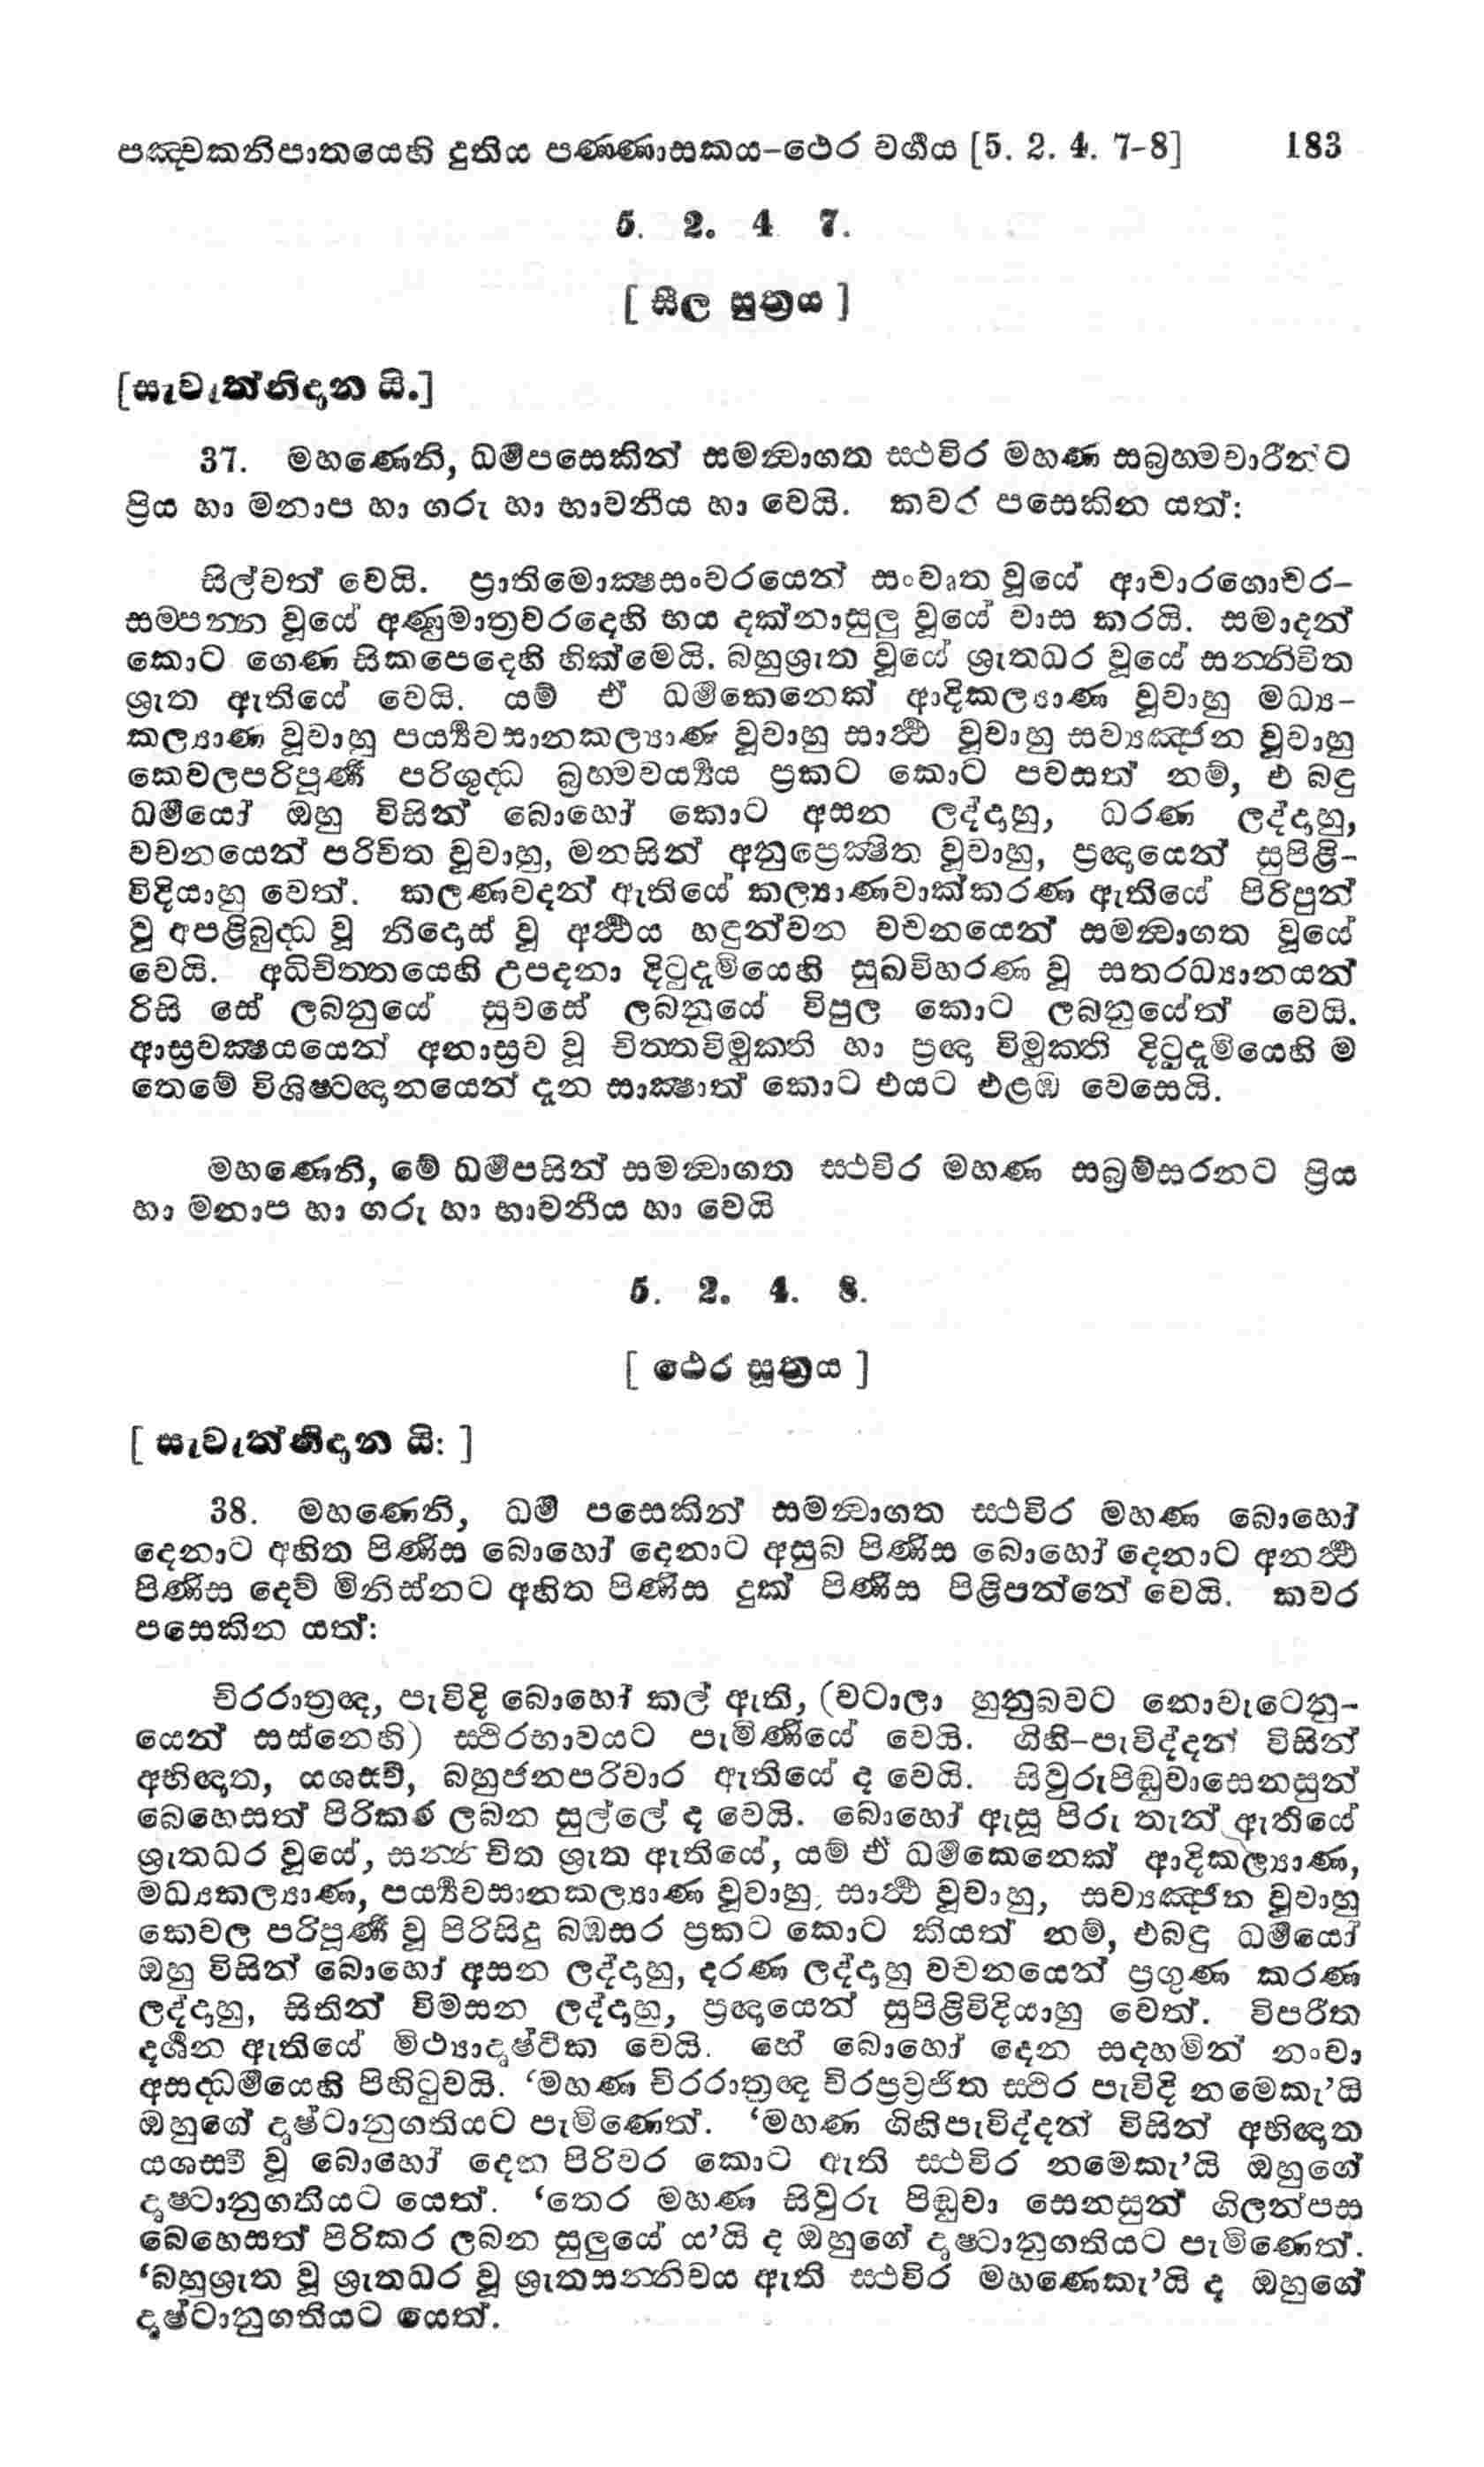 පඤ්චකනිපාතයෙහි දුතිය පණ්ණාසකය-ථෙර වර්‍ගය [5. 2. 4. 7-8] 183
5. 2. 4 7.
[ සීල සූත්‍රය ]
[සැවැත්නිදාන යි.]
37. මහණෙනි, ධර්‍මපසෙකින් සමන්‍වාගත ස්ථවිර මහණ සබ්‍රහ්මචාරීන්ට
ප්‍රිය හා මනාප හා ගරු හා භාවනීය හා වෙයි. කවර පසෙකින යත්:
සිල්වත් වෙයි. ප්‍රාතිමොක්‍ෂසංවරයෙන් සංවෘත වූයේ ආචාරගොචර-
සම්පන්න වූයේ අණුමාත්‍රවරදෙහි භය දක්නාසුලු වූයේ වාස කරයි. සමාදන්
කොට ගෙණ සිකපෙදෙහි හික්මෙයි. බහුශ්‍රැත වූයේ ශ්‍රැතධර වූයේ සන්නිචිත
ශ්‍රැත ඇතියේ වෙයි. යම් ඒ ධර්‍මකෙනෙක් ආදිකල්‍යාණ වූවාහු මධ්‍ය-
කල්‍යාණ වූවාහු පර්‍ය්‍යවසානකල්‍යාණ වූවාහු සාර්‍ථ වූවාහු සව්‍යඤ්ජන වූවාහු
කෙවලපරිපූර්‍ණ පරිශුද්ධ බ්‍රහ්මචර්‍ය්‍යය ප්‍රකට කොට පවසත් නම්, එ බඳු
ධර්‍මයෝ ඔහු විසින් බොහෝ කොට අසන ලද්දාහු, ධරණ ලද්දාහු,
වචනයෙන් පරිචිත වූවාහු, මනසින් අනුප්‍රෙක්‍ෂිත වූවාහු, ප්‍රඥායෙන් සුපිළි-
විදියාහු වෙත්. කලණවදන් ඇතියේ කල්‍යාණවාක්කරණ ඇතියේ පිරිපුන්
වූ අපළිබුද්ධ වූ නිදොස් වූ අර්‍ථය හඳුන්වන වචනයෙන් සමන්‍වාගත වූයේ
වෙයි. අධිචිත්තයෙහි උපදනා දිටුදැමියෙහි සුඛවිහරණ වූ සතරධ්‍යානයන්
රිසි සේ ලබනුයේ සුවසේ ලබනුයේ විපුල කොට ලබනුයේත් වෙයි.
ආස්‍රවක්‍ෂයයෙන් අනාස්‍රව වූ චිත්තවිමුක්ති හා ප්‍රඥා විමුක්ති දිටුදැමියෙහි ම
තෙමේ විශිෂ්ටඥානයෙන් දැන සාක්‍ෂාත් කොට එයට එළඹ වෙසෙයි.
මහණෙනි, මේ ධර්‍මපසින් සමන්‍වාගත ස්ථවිර මහණ සබ්‍රම්සරනට ප්‍රිය
හා මනාප හා ගරු හා භාවනීය හා වෙයි
5. 2. 4. 8.
[ ථෙර සූත්‍රය ]
[ සැවැත්නිදාන යි: ]
38. මහණෙනි, ධර්‍ම පසෙකින් සමන්‍වාගත ස්ථවිර මහණ බොහෝ
දෙනාට අහිත පිණිස බොහෝ දෙනාට අසුඛ පිණිස බොහෝ දෙනාට අනර්‍ථ
පිණිස දෙව් මිනිස්නට අහිත පිණිස දුක් පිණිස පිළිපන්නේ වෙයි. කවර
පසෙකින යත්:
චිරරාත්‍රඥ, පැවිදි බොහෝ කල් ඇති, (වටාලා හුනුබවට නොවැටෙනු-
යෙන් සස්නෙහි) ස්ථිරභාවයට පැමිණියේ වෙයි. ගිහි-පැවිද්දන් විසින්
අභිඥාත, යශස්වී, බහුජනපරිවාර ඇතියේ ද වෙයි. සිවුරුපිඬුවාසෙනසුන්
බෙහෙසත් පිරිකර ලබන සුල්ලේ ද වෙයි. බොහෝ ඇසූ පිරූ තැන් ඇතියේ
ශ්‍රැතධර වූයේ, සන්නිචිත ශ්‍රැත ඇතියේ, යම් ඒ ධර්‍මකෙනෙක් ආදිකල්‍යාණ,
මධ්‍යකල්‍යාණ, පර්‍ය්‍යවසානකල්‍යාණ වූවාහු, සාර්‍ථ වූවාහු, සව්‍යඤ්ජන වූවාහු
කෙවල පරිපූර්‍ණ වූ පිරිසිදු බඹසර ප්‍රකට කොට කියත් නම්, එබඳු ධර්‍මයෝ
ඔහු විසින් බොහෝ අසන ලද්දාහු, දරණ ලද්දාහු වචනයෙන් ප්‍රගුණ කරණ
ලද්දාහු, සිතින් විමසන ලද්දාහු, ප්‍රඥායෙන් සුපිළිවිදියාහු වෙත්. විපරීත
දර්‍ශන ඇතියේ මිථ්‍යාදෘෂ්ටික වෙයි. හේ බොහෝ දෙන සදහමින් නංවා
අසද්ධර්‍මයෙහි පිහිටුවයි. ‘මහණ චිරරාත්‍රඥ චිරප්‍රව්‍රජිත ස්ථිර පැවිදි නමෙකැ’යි
ඔහුගේ දෘෂ්ටානුගතියට පැමිණෙත්. ‘මහණ ගිහිපැවිද්දන් විසින් අභිඥාත
යශස්වී වූ බොහෝ දෙන පිරිවර කොට ඇති ස්ථවිර නමෙකැ’යි ඔහුගේ
දෘෂ්ටානුගතියට යෙත්. ‘තෙර මහණ සිවුරු පිඬුවා සෙනසුන් ගිලන්පස
බෙහෙසත් පිරිකර ලබන සුලුයේ ය’යි ද ඔහුගේ දෘෂ්ටානුගතියට පැමිණෙත්.
‘බහුශ්‍රැත වූ ශ්‍රැතධර වූ ශ්‍රැතසන්නිචය ඇති ස්ථවිර මහණෙකැ’යි ද ඔහුගේ
දෘෂ්ටානුගතියට යෙත්.